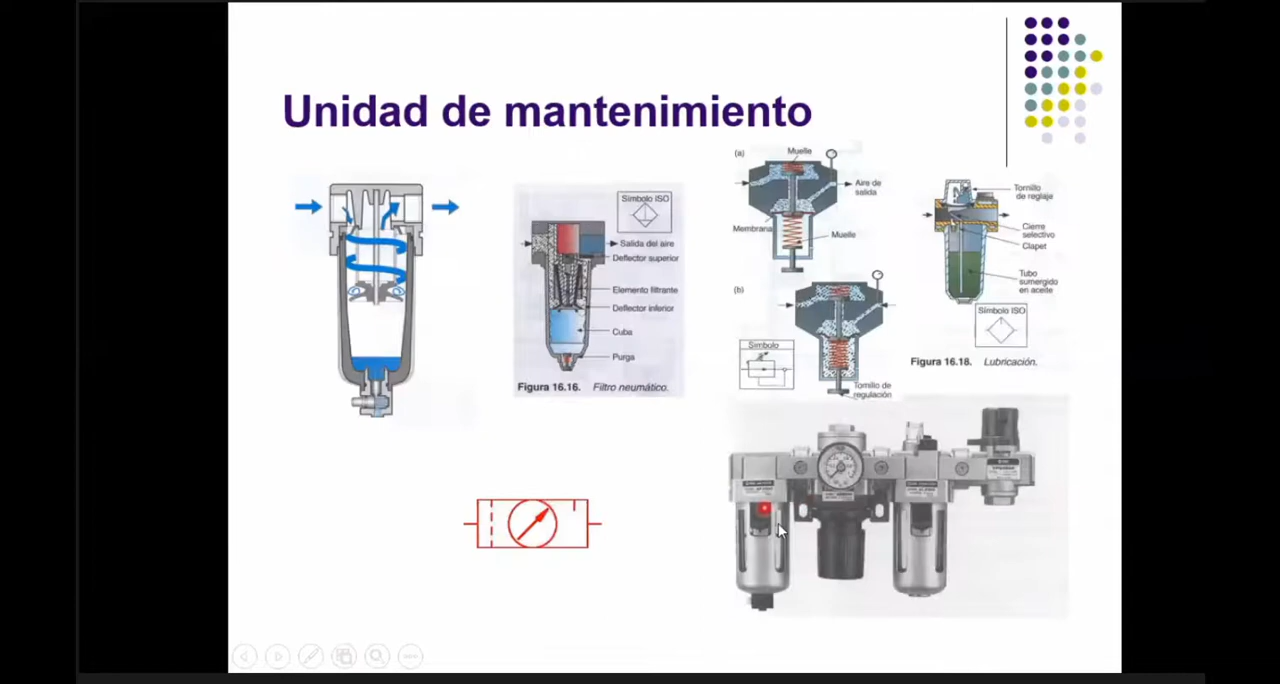 Unidad de mantenimiento
Símbolo ISO
Salida del aire
Deflector superior
Elemento filtrante
Deflector inferior
Cuba
Purga
Figura 16.16. Filtro neumático.
(a)
Muelle
Aire de
salida
Membrana
Muelle
(b)
Símbolo
Tornillo de
regulación
Tornillo
de reglaje
Cierre
selectivo
Clapet
Tubo
sumergido
en aceite
Símbolo ISO
Figura 16.18. Lubricación.